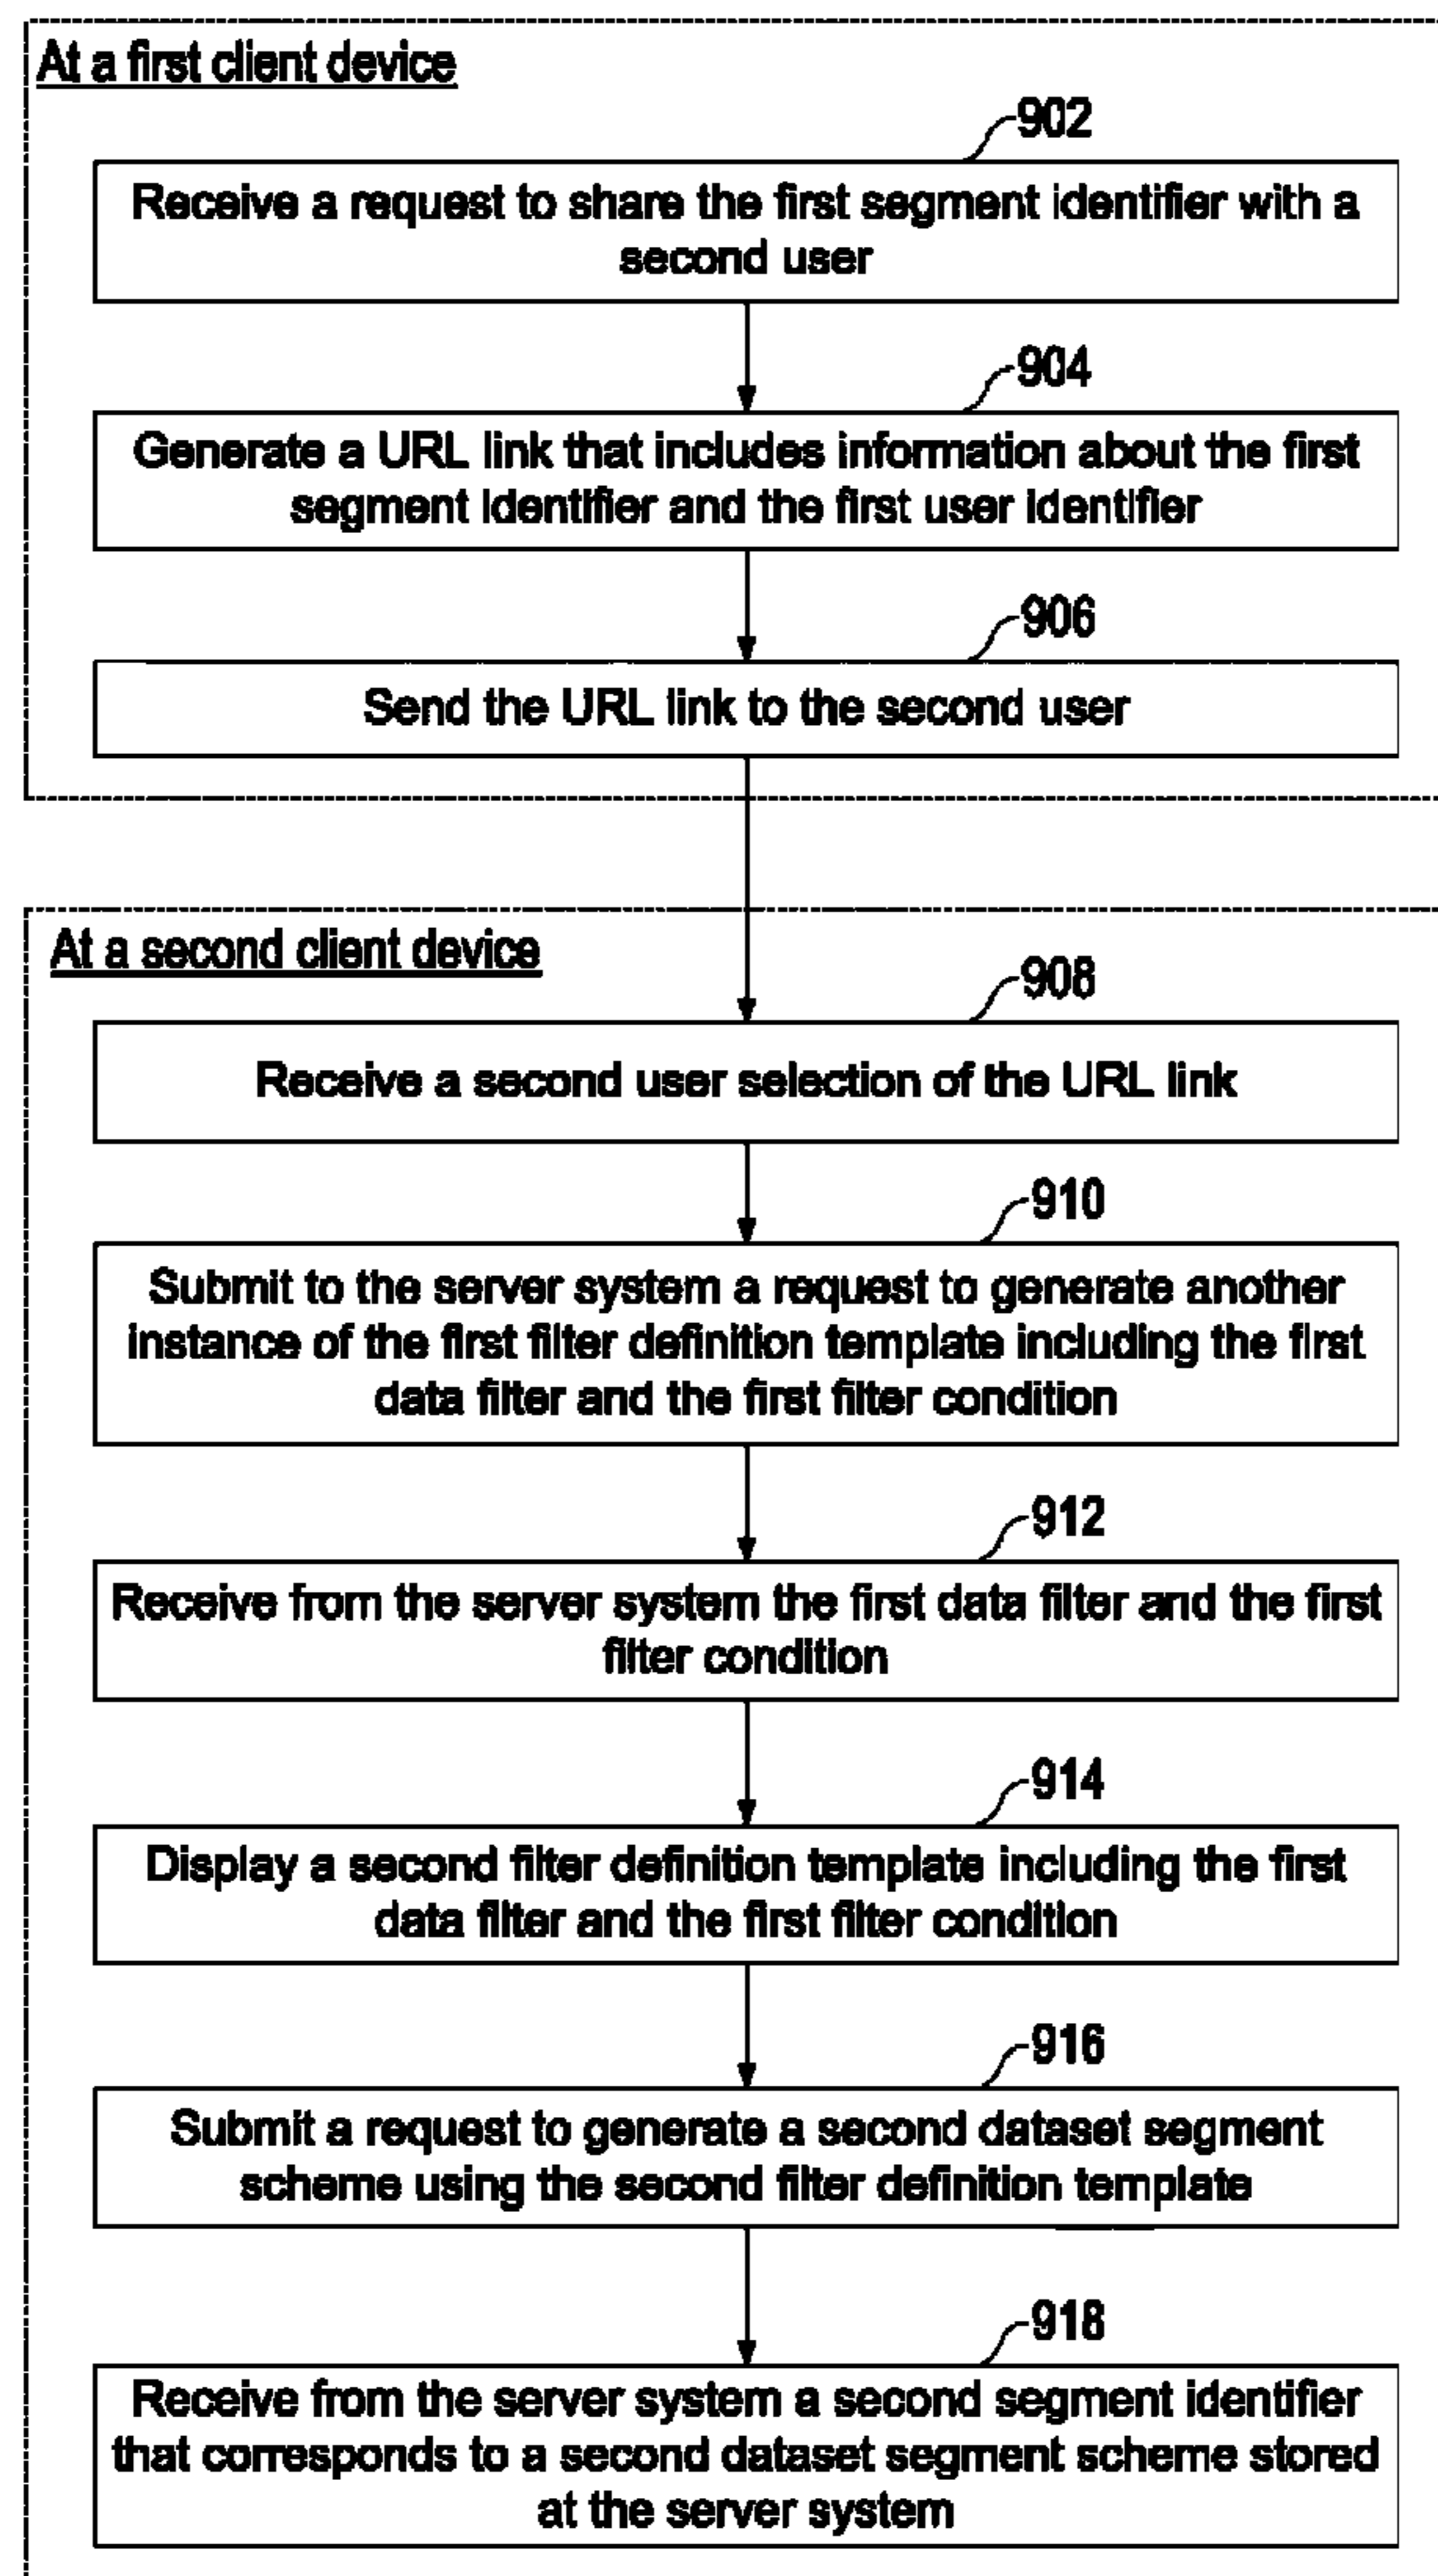 At a first client device
902
Receive a request to share the first segment identifier with a
second user
904
Generate a URL link that includes information about the first
segment identifier and the first user identifier
906
Send the URL link to the second user
At a second client device
908
Receive a second user selection of the URL link
910
Submit to the server system a request to generate another
instance of the first filter definition template including the first
data filter and the first filter condition
912
Receive from the server system the first data filter and the first
filter condition
914
Display a second filter definition template including the first
data filter and the first filter condition
916
Submit a request to generate a second dataset segment
scheme using the second filter definition template
918
Receive from the server system a second segment identifier
that corresponds to a second dataset segment scheme stored
at the server system